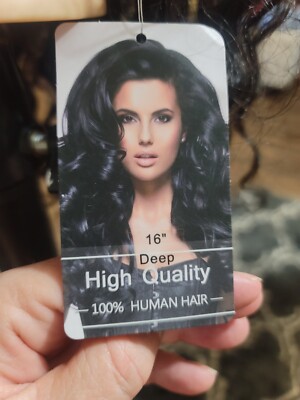 16"
Deep
High Quality
100% HUMAN HAIR